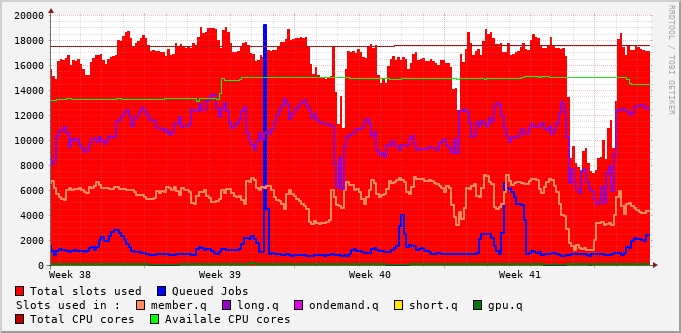 20000
18000
16000
14000
12000
10000
8000
6000
4000
2000
0
Week 38 Week 39 Week 40 Week 41
RRDTOOL / TOBI OETIKER
Total slots used Queued Jobs
Slots used in : member.q long.q ondemand.q short.q gpu.q
Total CPU cores Availale CPU cores